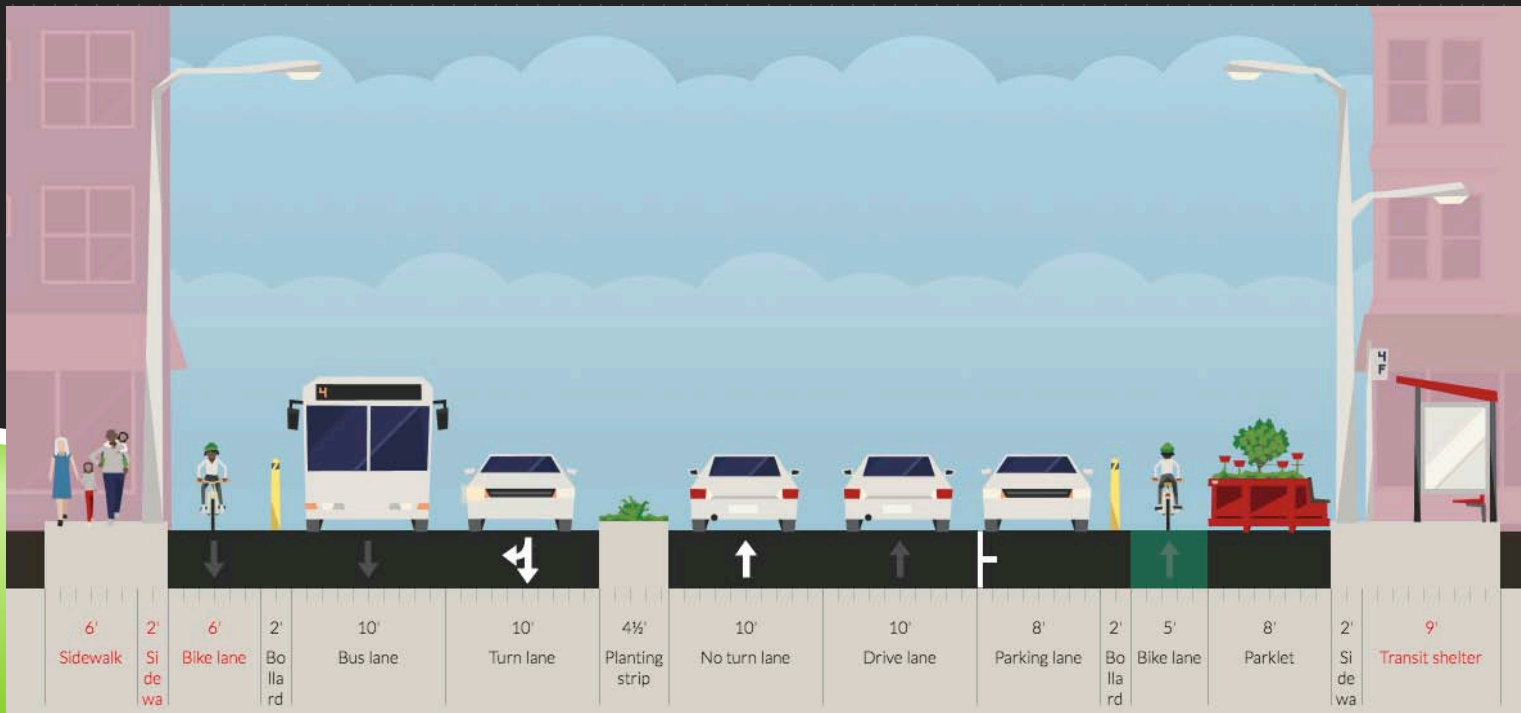 4
4
F
6' 2' 6' 2' 10' 10' 4½' 10' 10' 8' 2' 5' 8' 2' 9'
Sidewalk Si Bike lane Bo Bus lane Turn lane Planting No turn lane Drive lane Parking lane Bo Bike lane Parklet Si Transit shelter
de lla strip lla de
wa rd rd wa